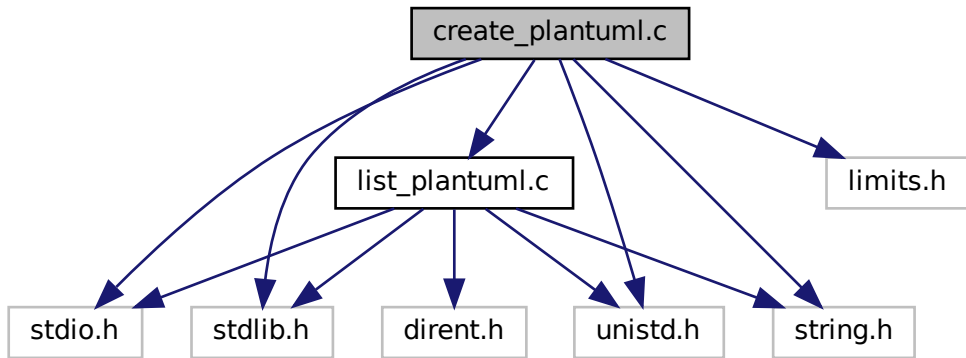 create_plantuml.c
list_plantuml.c
limits.h
stdio.h
stdlib.h
dirent.h
unistd.h
string.h